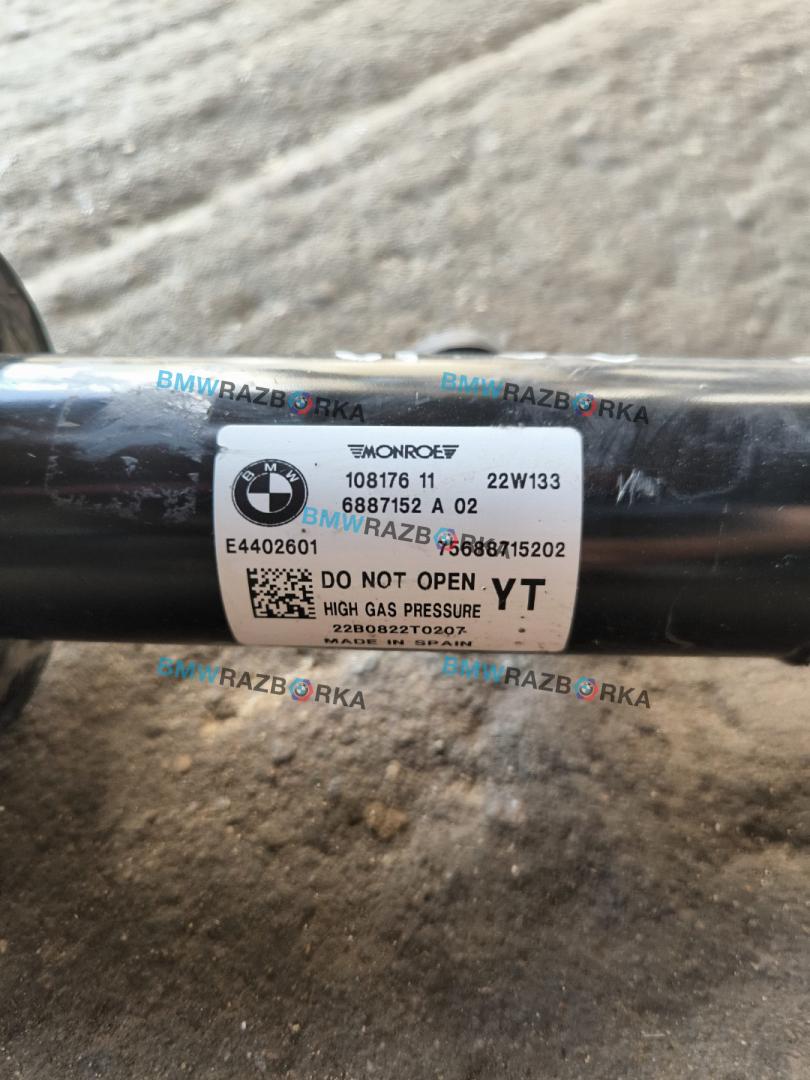 BMWRAZBORKA BMWRAZBORKA
MONROE
BMW
108176 11 22W133
6887152 A 02
BMWRAZBORKA
E4402601 75688715202
DO NOT OPEN YT
HIGH GAS PRESSURE
22B0822T0207
MADE IN SPAIN
BMWRAZBORKA BMWRAZBORKA